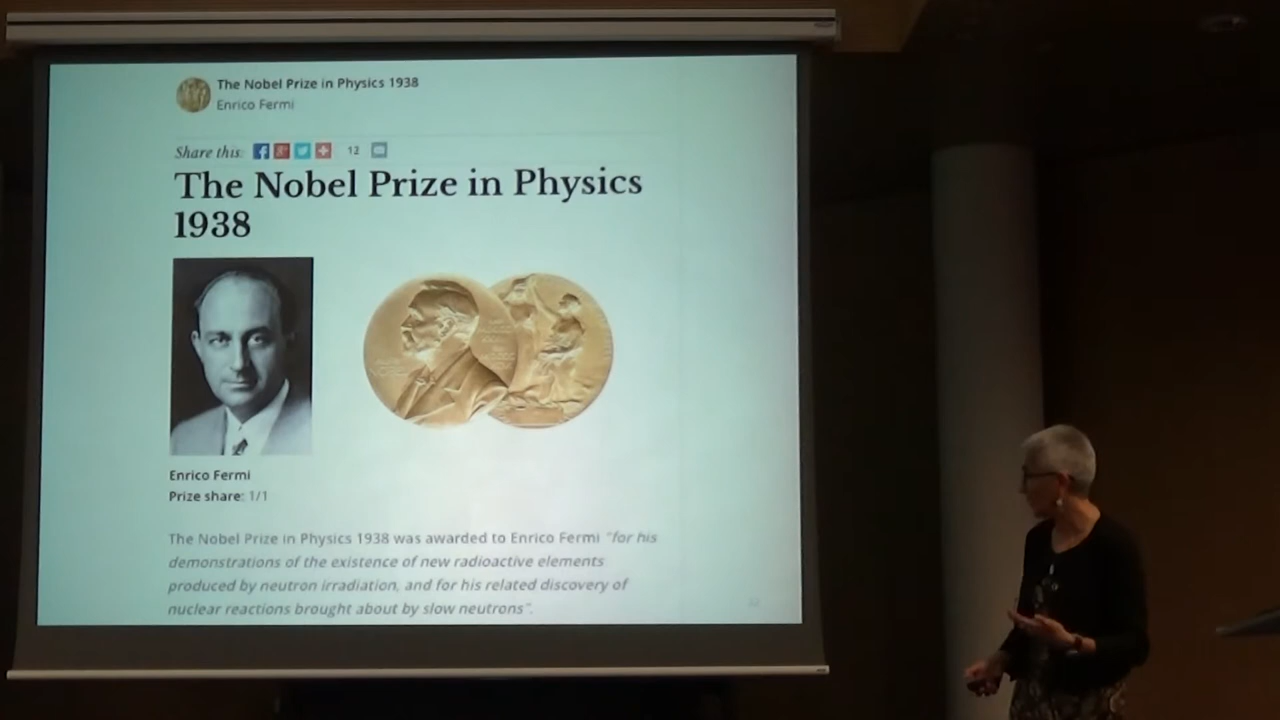 The Nobel Prize in Physics 1938
Enrico Fermi
Share this:
12
The Nobel Prize in Physics
1938
Enrico Fermi
Prize share: 1/1
The Nobel Prize in Physics 1938 was awarded to Enrico Fermi "for his
demonstrations of the existence of new radioactive elements
produced by neutron irradiation, and for his related discovery of
nuclear reactions brought about by slow neutrons".